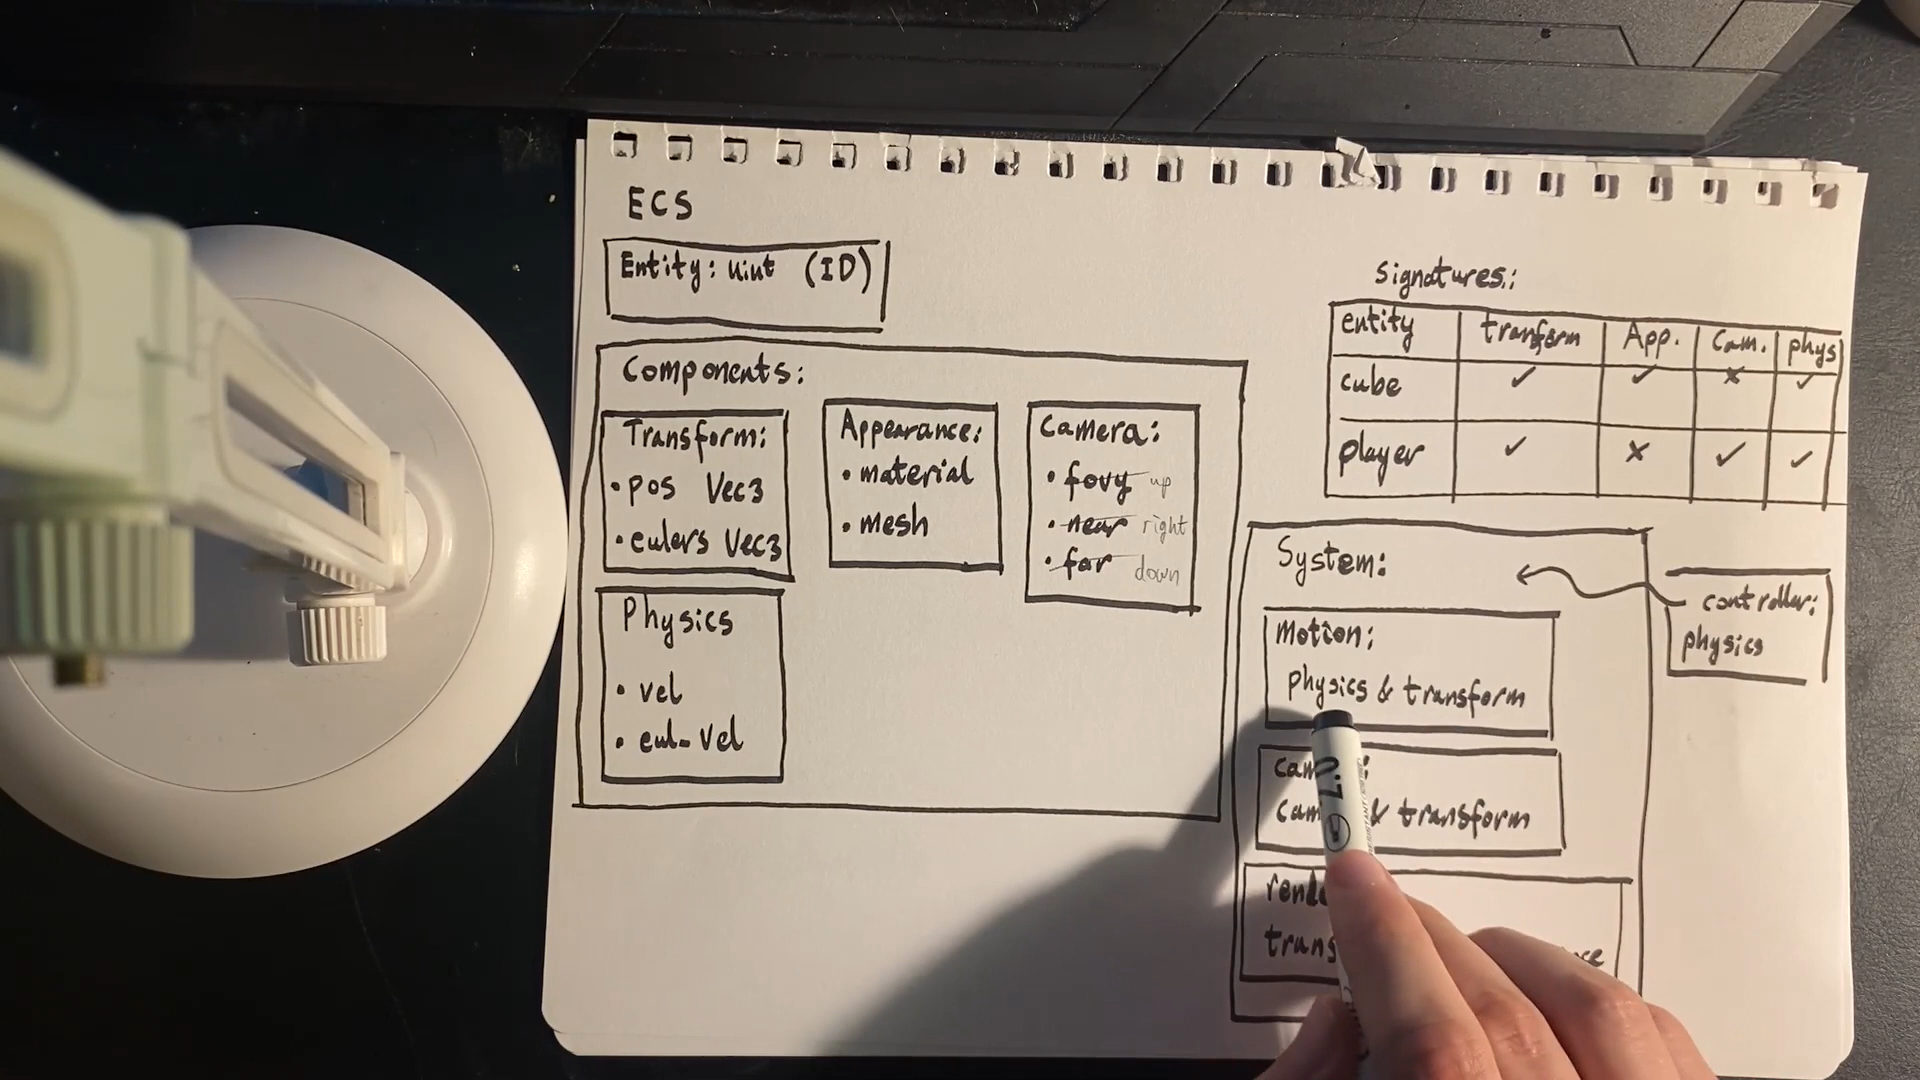 ECS
Entity: uint (ID)
Components:
Transform:
• pos Vec3
• eulers Vec3
Appearance:
• material
• mesh
Camera:
• fovy up
• near right
• far down
Physics
• vel
• eul-vel
Signatures:
entity transform App. Cam. phys
cube ✓ ✓ × ✓
player ✓ × ✓ ✓
System:
Motion:
physics & transform
& transform
controller:
physics
0.7